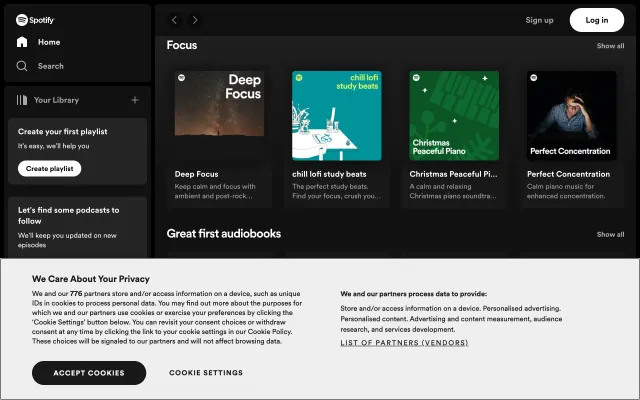 Spotify
Home
Search
Your Library
Create your first playlist
It's easy, we'll help you
Create playlist
Let's find some podcasts to
follow
We'll keep you updated on new
episodes
Sign up
Log in
Focus
Show all
Deep
Focus
Deep Focus
Keep calm and focus with
ambient and post-rock...
chill lofi
study beats
chill lofi study beats
The perfect study beats.
Find your focus, crush you...
Christmas
Peaceful Piano
Christmas Peaceful Pi...
A calm and relaxing
Christmas piano soundtra...
Perfect Concentration
Perfect Concentration
Calm piano music for
enhanced concentration.
Great first audiobooks
Show all
We Care About Your Privacy
We and our 776 partners store and/or access information on a device, such as unique
IDs in cookies to process personal data. You may find out more about the purposes for
which we and our partners use cookies or exercise your preferences by clicking the
'Cookie Settings' button below. You can revisit your consent choices or withdraw
consent at any time by clicking the link to your cookie settings in our Cookie Policy.
These choices will be signaled to our partners and will not affect browsing data.
We and our partners process data to provide:
Store and/or access information on a device. Personalised advertising.
Personalised content. Advertising and content measurement, audience
research, and services development.
LIST OF PARTNERS (VENDORS)
ACCEPT COOKIES
COOKIE SETTINGS